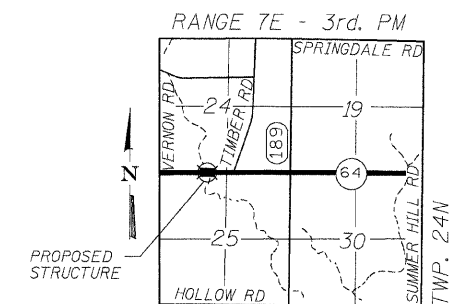 RANGE 7E - 3rd. PM
SPRINGDALE RD
VERNON RD
24
TIMBER RD
189
19
64
N
25
30
SUMMER HILL RD
TWP. 24N
PROPOSED
STRUCTURE
HOLLOW RD